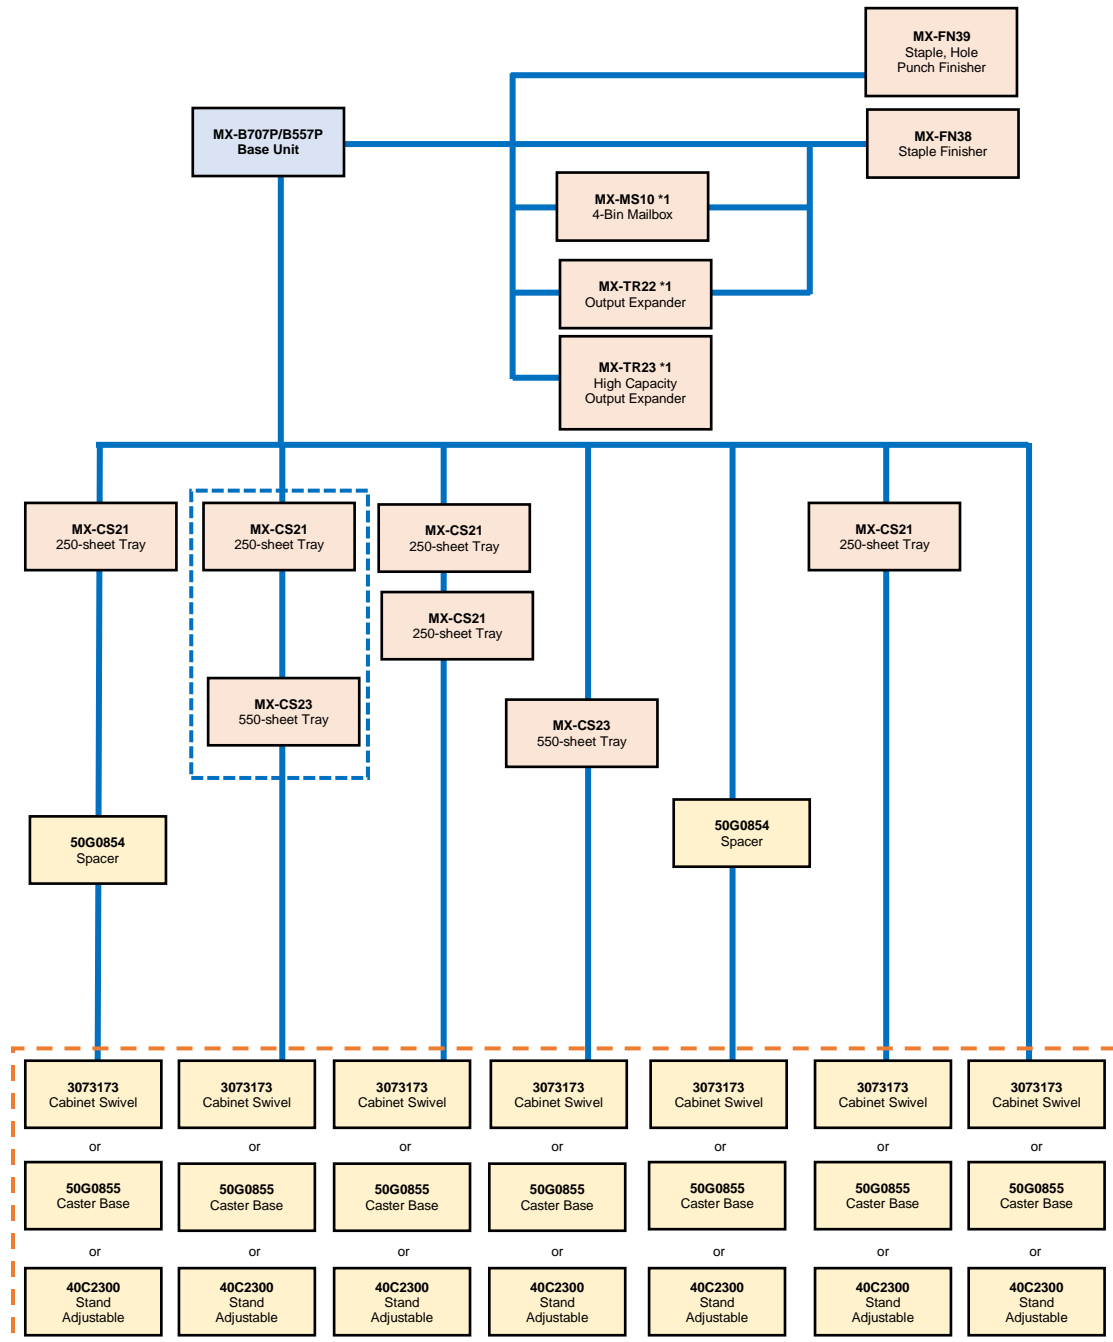 MX-FN39
Staple, Hole
Punch Finisher
MX-B707P/B557P
Base Unit
MX-FN38
Staple Finisher
MX-MS10 *1
4-Bin Mailbox
MX-TR22 *1
Output Expander
MX-TR23 *1
High Capacity
Output Expander
MX-CS21
250-sheet Tray
MX-CS21
250-sheet Tray
MX-CS21
250-sheet Tray
MX-CS21
250-sheet Tray
MX-CS21
250-sheet Tray
MX-CS23
550-sheet Tray
MX-CS23
550-sheet Tray
50G0854
Spacer
50G0854
Spacer
3073173
Cabinet Swivel
3073173
Cabinet Swivel
3073173
Cabinet Swivel
3073173
Cabinet Swivel
3073173
Cabinet Swivel
3073173
Cabinet Swivel
3073173
Cabinet Swivel
or
or
or
or
or
or
or
50G0855
Caster Base
50G0855
Caster Base
50G0855
Caster Base
50G0855
Caster Base
50G0855
Caster Base
50G0855
Caster Base
50G0855
Caster Base
or
or
or
or
or
or
or
40C2300
Stand
Adjustable
40C2300
Stand
Adjustable
40C2300
Stand
Adjustable
40C2300
Stand
Adjustable
40C2300
Stand
Adjustable
40C2300
Stand
Adjustable
40C2300
Stand
Adjustable